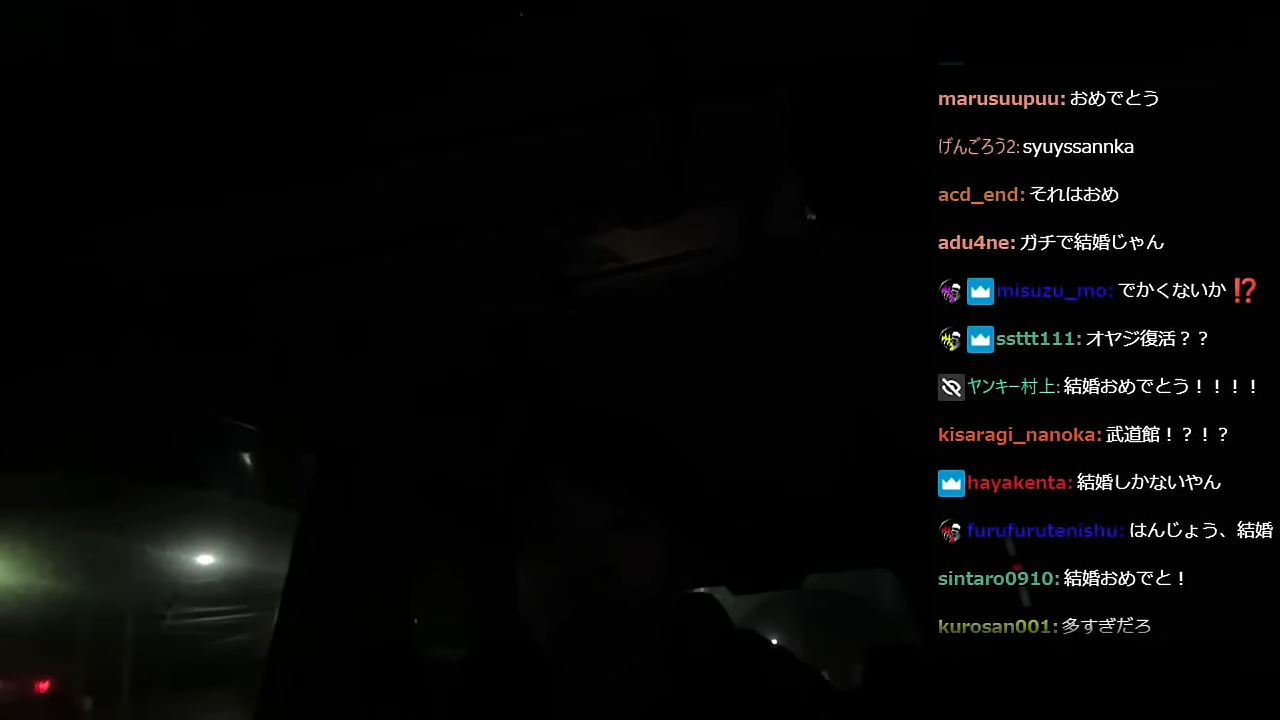 marusuupuu: おめでとう
げんごろう2: syuyssannka
acd_end: それはおめ
adu4ne: ガチで結婚じゃん
misuzu_mo: でかくないか⁉
ssttt111: オヤジ復活？？
ヤンキー村上: 結婚おめでとう！！！！
kisaragi_nanoka: 武道館！？！？
hayakenta: 結婚しかないやん
furufurutenishu: はんじょう、結婚
sintaro0910: 結婚おめでと！
kurosan001: 多すぎだろ